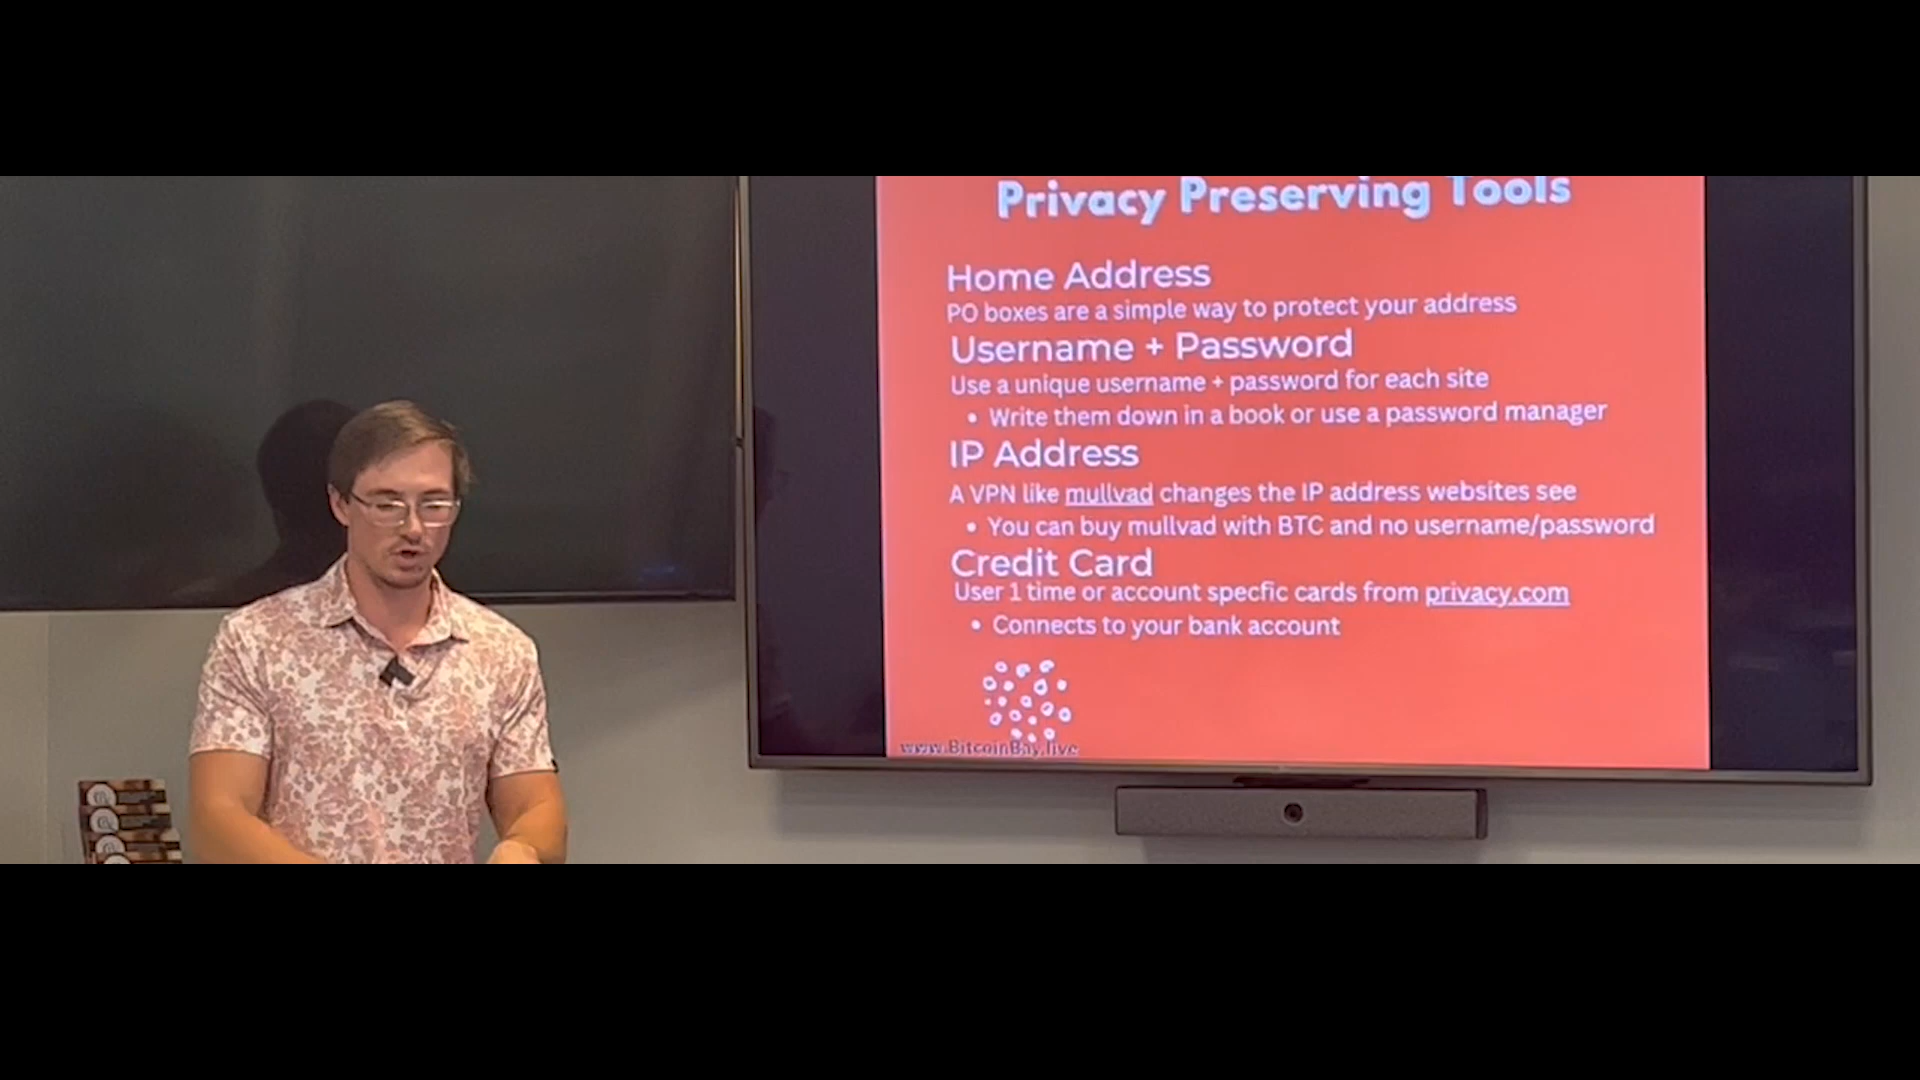 Privacy Preserving Tools
Home Address
PO boxes are a simple way to protect your address
Username + Password
Use a unique username + password for each site
• Write them down in a book or use a password manager
IP Address
A VPN like mullvad changes the IP address websites see
• You can buy mullvad with BTC and no username/password
Credit Card
User 1 time or account specfic cards from privacy.com
• Connects to your bank account
www.BitcoinBay.live